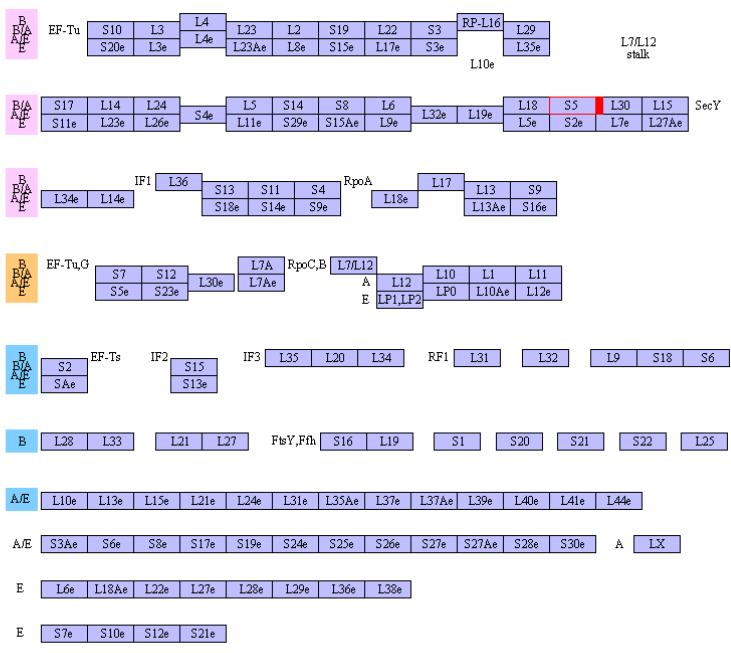 B
B/A
A/E
E
EF-Tu S10 L3 L4 L23 L2 S19 L22 S3 RP-L16 L29
S20e L3e L4e L23Ae L8e S15e L17e S3e L35e
L10e
L7/L12
stalk
B/A
A/E
E
S17 L14 L24 L5 S14 S8 L6 L18 S5 L30 L15 SecY
S11e L23e L26e S4e L11e S29e S15Ae L9e L32e L19e L5e S2e L7e L27Ae
B
B/A
A/E
E
IF1 L36 S13 S11 S4 RpoA L17 L13 S9
L34e L14e S18e S14e S9e L18e L13Ae S16e
B
B/A
A/E
E
EF-Tu,G S7 S12 L7A RpoC,B L7/L12 L10 L1 L11
S5e S23e L30e L7Ae A L12 LP0 L10Ae L12e
E LP1,LP2
B
B/A
A/E
E
S2 EF-Ts IF2 S15 IF3 L35 L20 L34 RF1 L31 L32 L9 S18 S6
SAe S13e
B L28 L33 L21 L27 FtsY,Ffh S16 L19 S1 S20 S21 S22 L25
A/E L10e L13e L15e L21e L24e L31e L35Ae L37e L37Ae L39e L40e L41e L44e
A/E S3Ae S6e S8e S17e S19e S24e S25e S26e S27e S27Ae S28e S30e A LX
E L6e L18Ae L22e L27e L28e L29e L36e L38e
E S7e S10e S12e S21e